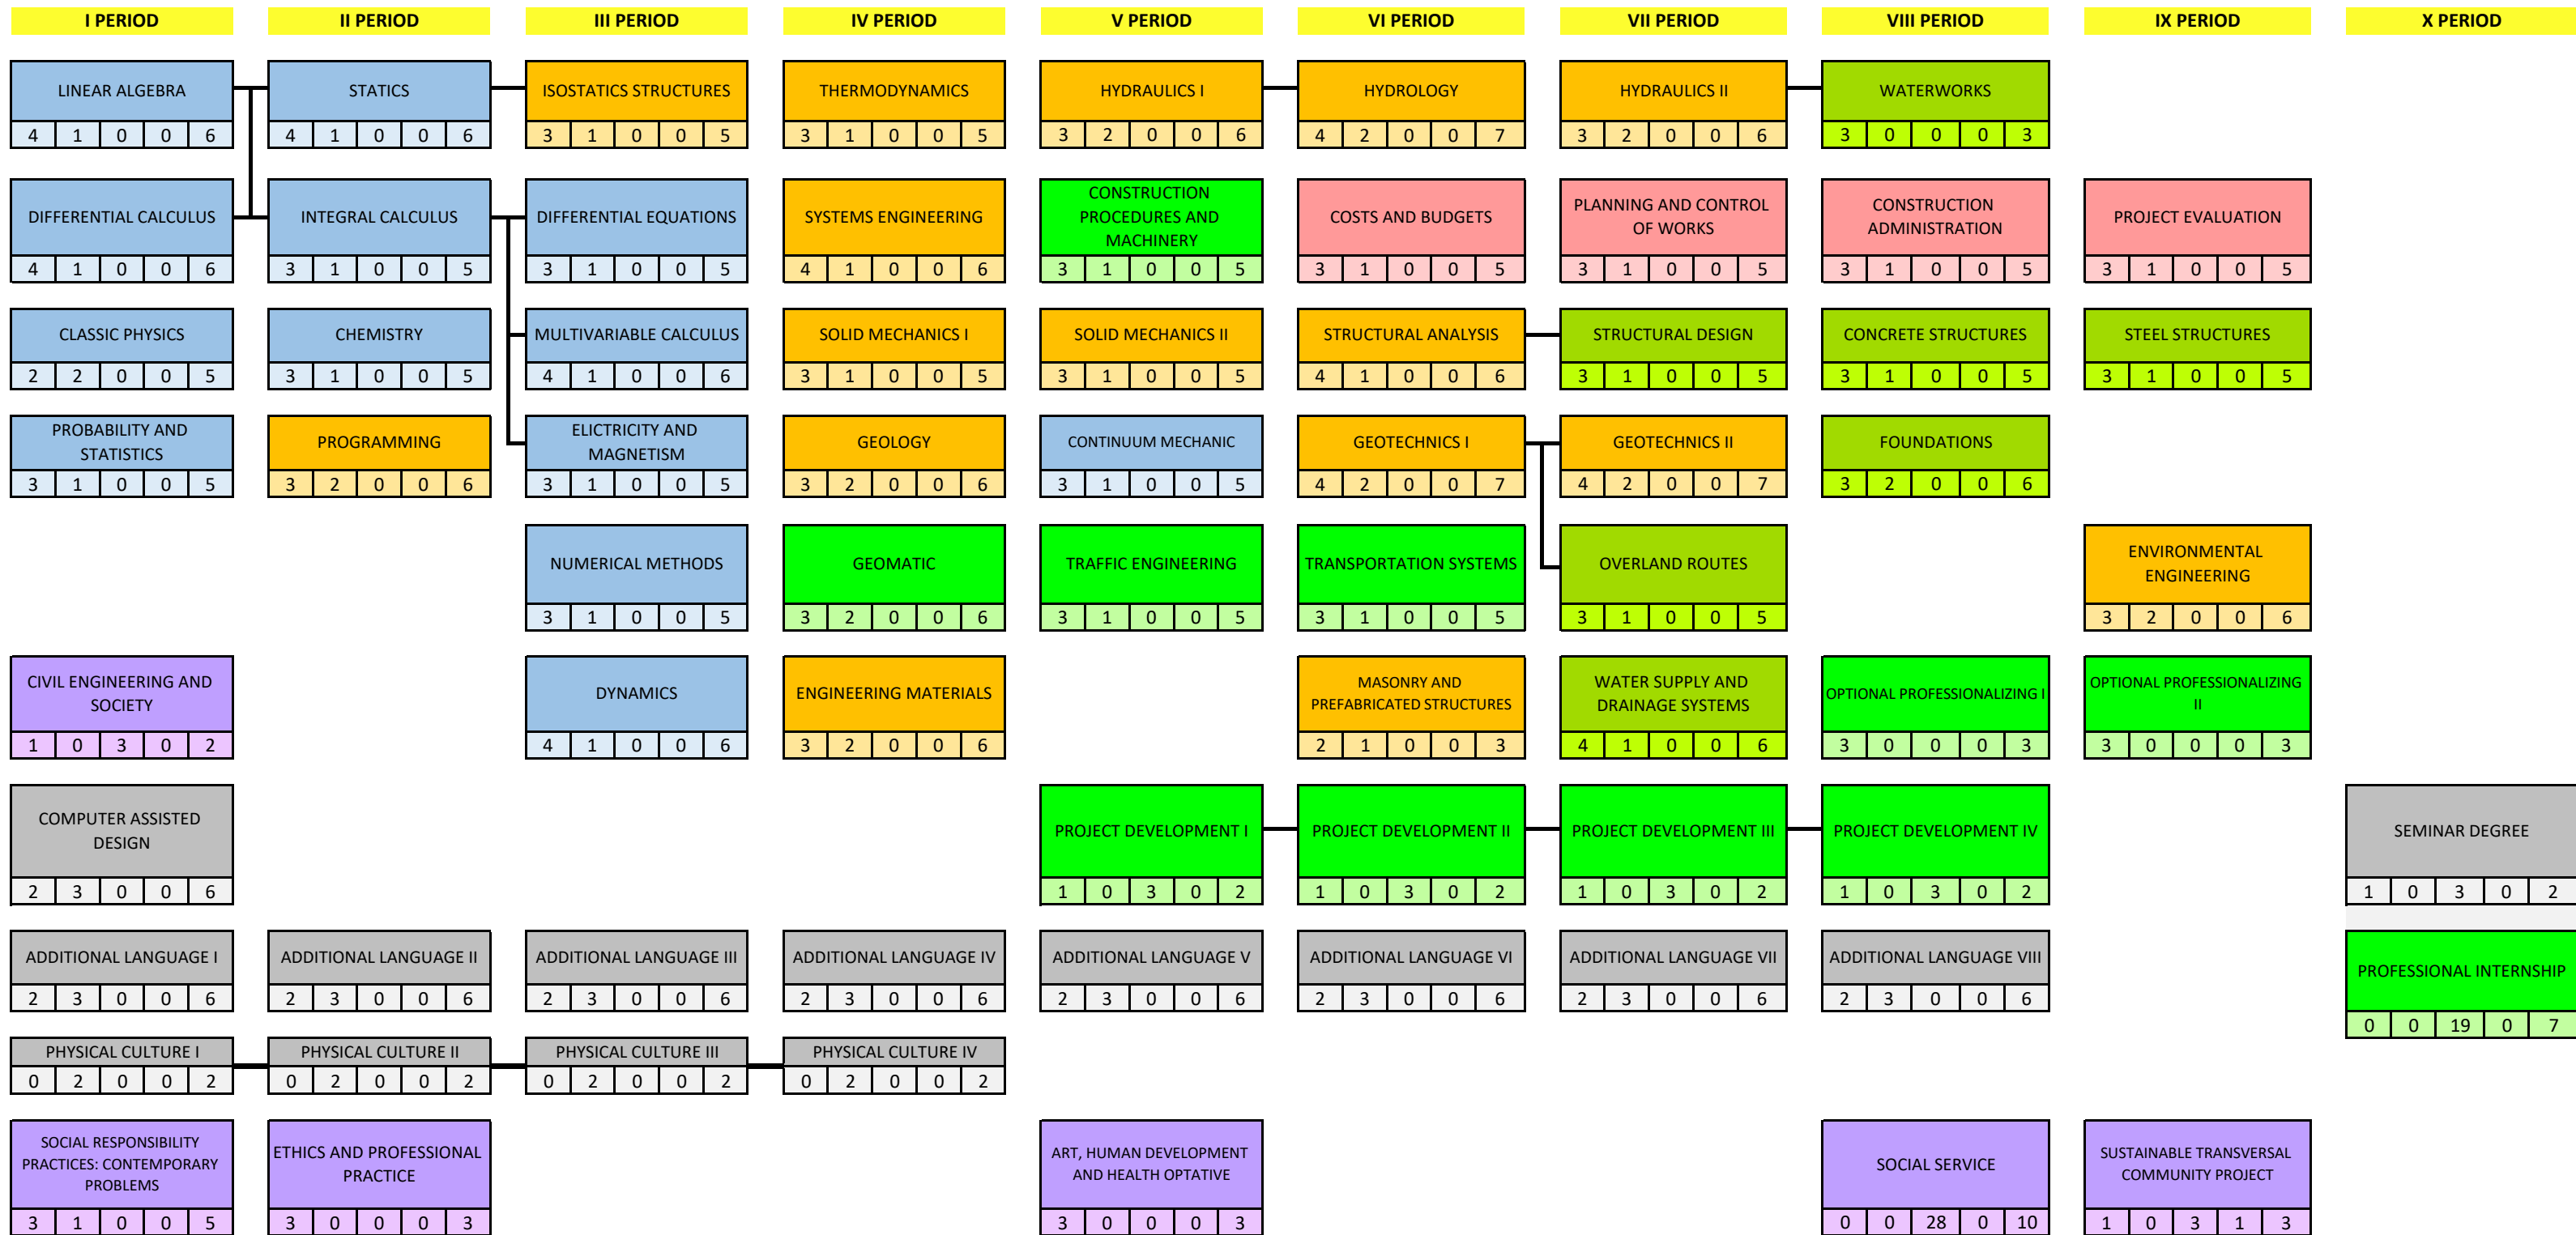 I PERIOD II PERIOD III PERIOD IV PERIOD V PERIOD VI PERIOD VII PERIOD VIII PERIOD IX PERIOD X PERIOD
LINEAR ALGEBRA STATICS ISOSTATICS STRUCTURES THERMODYNAMICS HYDRAULICS I HYDROLOGY HYDRAULICS II WATERWORKS
4 1 0 0 6 4 1 0 0 6 3 1 0 0 5 3 1 0 0 5 3 2 0 0 6 4 2 0 0 7 3 2 0 0 6 3 0 0 0 3
DIFFERENTIAL CALCULUS INTEGRAL CALCULUS DIFFERENTIAL EQUATIONS SYSTEMS ENGINEERING CONSTRUCTION
PROCEDURES AND
MACHINERY COSTS AND BUDGETS PLANNING AND CONTROL
OF WORKS CONSTRUCTION
ADMINISTRATION PROJECT EVALUATION
4 1 0 0 6 3 1 0 0 5 3 1 0 0 5 4 1 0 0 6 3 1 0 0 5 3 1 0 0 5 3 1 0 0 5 3 1 0 0 5 3 1 0 0 5
CLASSIC PHYSICS CHEMISTRY MULTIVARIABLE CALCULUS SOLID MECHANICS I SOLID MECHANICS II STRUCTURAL ANALYSIS STRUCTURAL DESIGN CONCRETE STRUCTURES STEEL STRUCTURES
2 2 0 0 5 3 1 0 0 5 4 1 0 0 6 3 1 0 0 5 3 1 0 0 5 4 1 0 0 6 3 1 0 0 5 3 1 0 0 5 3 1 0 0 5
PROBABILITY AND
STATISTICS PROGRAMMING ELICTRICITY AND
MAGNETISM GEOLOGY CONTINUUM MECHANIC GEOTECHNICS I GEOTECHNICS II FOUNDATIONS
3 1 0 0 5 3 2 0 0 6 3 1 0 0 5 3 2 0 0 6 3 1 0 0 5 4 2 0 0 7 4 2 0 0 7 3 2 0 0 6
NUMERICAL METHODS GEOMATIC TRAFFIC ENGINEERING TRANSPORTATION SYSTEMS OVERLAND ROUTES ENVIRONMENTAL
ENGINEERING
3 1 0 0 5 3 2 0 0 6 3 1 0 0 5 3 1 0 0 5 3 1 0 0 5 3 2 0 0 6
CIVIL ENGINEERING AND
SOCIETY DYNAMICS ENGINEERING MATERIALS MASONRY AND
PREFABRICATED STRUCTURES WATER SUPPLY AND
DRAINAGE SYSTEMS OPTIONAL PROFESSIONALIZING I OPTIONAL PROFESSIONALIZING
II
1 0 3 0 2 4 1 0 0 6 3 2 0 0 6 2 1 0 0 3 4 1 0 0 6 3 0 0 0 3 3 0 0 0 3
COMPUTER ASSISTED
DESIGN PROJECT DEVELOPMENT I PROJECT DEVELOPMENT II PROJECT DEVELOPMENT III PROJECT DEVELOPMENT IV SEMINAR DEGREE
2 3 0 0 6 1 0 3 0 2 1 0 3 0 2 1 0 3 0 2 1 0 3 0 2 1 0 3 0 2
ADDITIONAL LANGUAGE I ADDITIONAL LANGUAGE II ADDITIONAL LANGUAGE III ADDITIONAL LANGUAGE IV ADDITIONAL LANGUAGE V ADDITIONAL LANGUAGE VI ADDITIONAL LANGUAGE VII ADDITIONAL LANGUAGE VIII PROFESSIONAL INTERNSHIP
2 3 0 0 6 2 3 0 0 6 2 3 0 0 6 2 3 0 0 6 2 3 0 0 6 2 3 0 0 6 2 3 0 0 6 2 3 0 0 6
0 0 19 0 7
PHYSICAL CULTURE I PHYSICAL CULTURE II PHYSICAL CULTURE III PHYSICAL CULTURE IV
0 2 0 0 2 0 2 0 0 2 0 2 0 0 2 0 2 0 0 2
SOCIAL RESPONSIBILITY
PRACTICES: CONTEMPORARY
PROBLEMS ETHICS AND PROFESSIONAL
PRACTICE ART, HUMAN DEVELOPMENT
AND HEALTH OPTATIVE SOCIAL SERVICE SUSTAINABLE TRANSVERSAL
COMMUNITY PROJECT
3 1 0 0 5 3 0 0 0 3 3 0 0 0 3 0 0 28 0 10 1 0 3 1 3